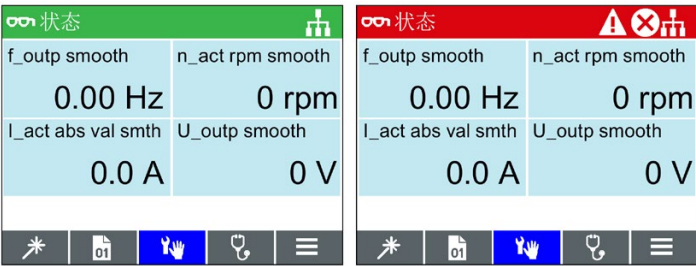 状态
f_outp smooth
n_act rpm smooth
0.00 Hz
0 rpm
I_act abs val smth
U_outp smooth
0.0 A
0 V
01
状态
f_outp smooth
n_act rpm smooth
0.00 Hz
0 rpm
I_act abs val smth
U_outp smooth
0.0 A
0 V
01